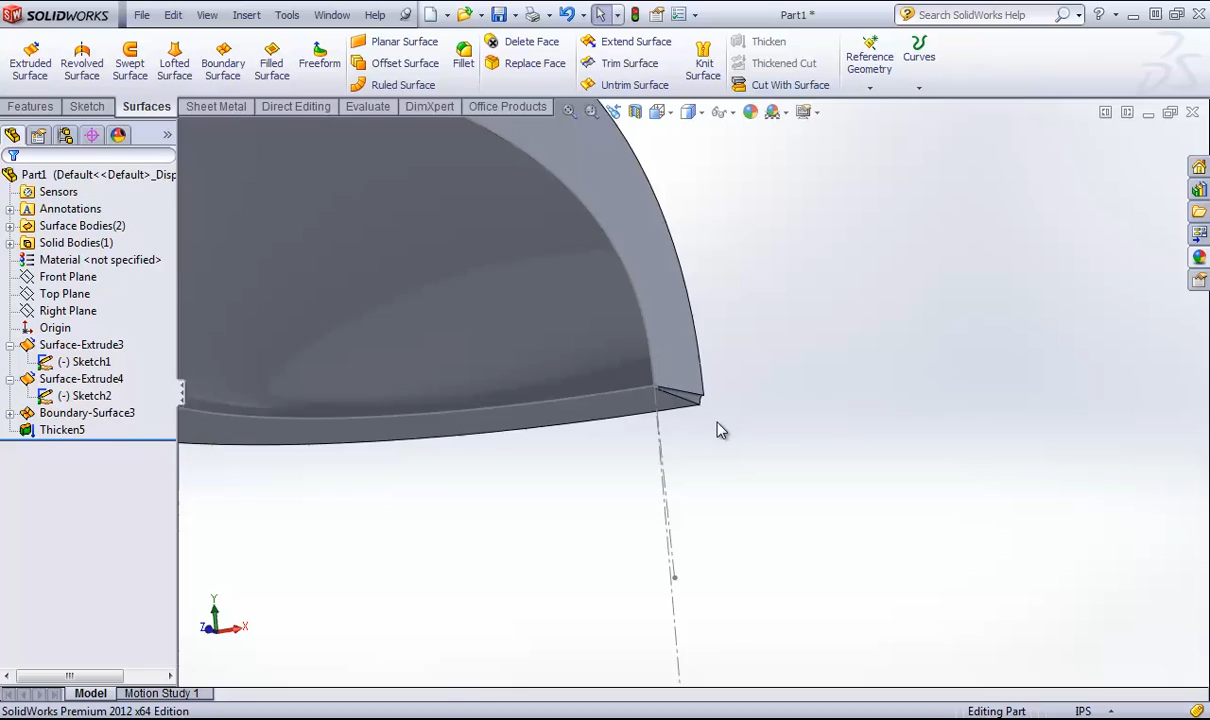 SOLIDWORKS File Edit View Insert Tools Window Help Part1 * Search SolidWorks Help
Extruded Surface Revolved Surface Swept Surface Lofted Surface Boundary Surface Filled Surface Freeform Planar Surface Offset Surface Ruled Surface Fillet Delete Face Replace Face Extend Surface Trim Surface Untrim Surface Knit Surface Thicken Thickened Cut Cut With Surface Reference Geometry Curves
Features Sketch Surfaces Sheet Metal Direct Editing Evaluate DimXpert Office Products
Part1 (Default<<Default>_Disp
Sensors
Annotations
Surface Bodies(2)
Solid Bodies(1)
Material <not specified>
Front Plane
Top Plane
Right Plane
Origin
Surface-Extrude3
(-) Sketch1
Surface-Extrude4
(-) Sketch2
Boundary-Surface3
Thicken5
Y
Z X
Model Motion Study 1
SolidWorks Premium 2012 x64 Edition Editing Part IPS